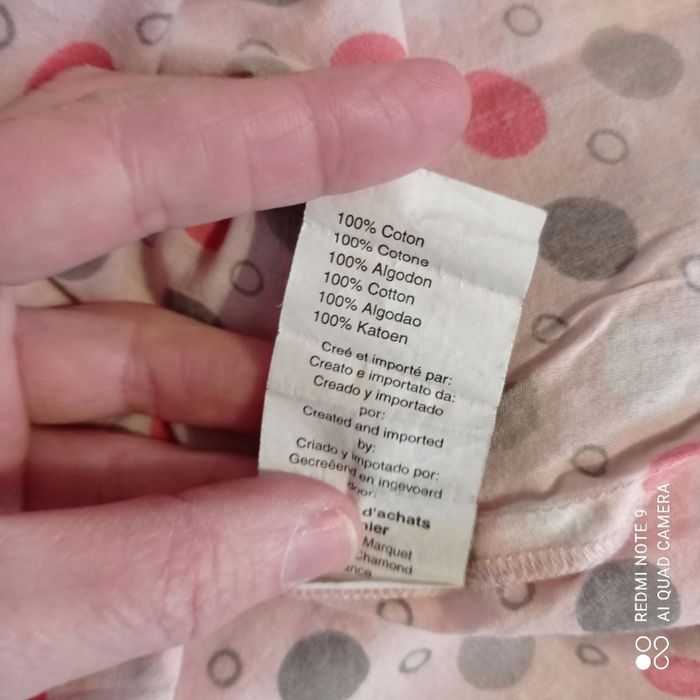 100% Coton
100% Cotone
100% Algodon
100% Cotton
100% Algodao
100% Katoen
Creé et importé par:
Creato e importato da:
Creado y importado
por:
Created and imported
by:
Criado y impotado por:
Gecreëerd en ingevoerd
door:
d'achats
Marquet
REDMI NOTE 9
AI QUAD CAMERA